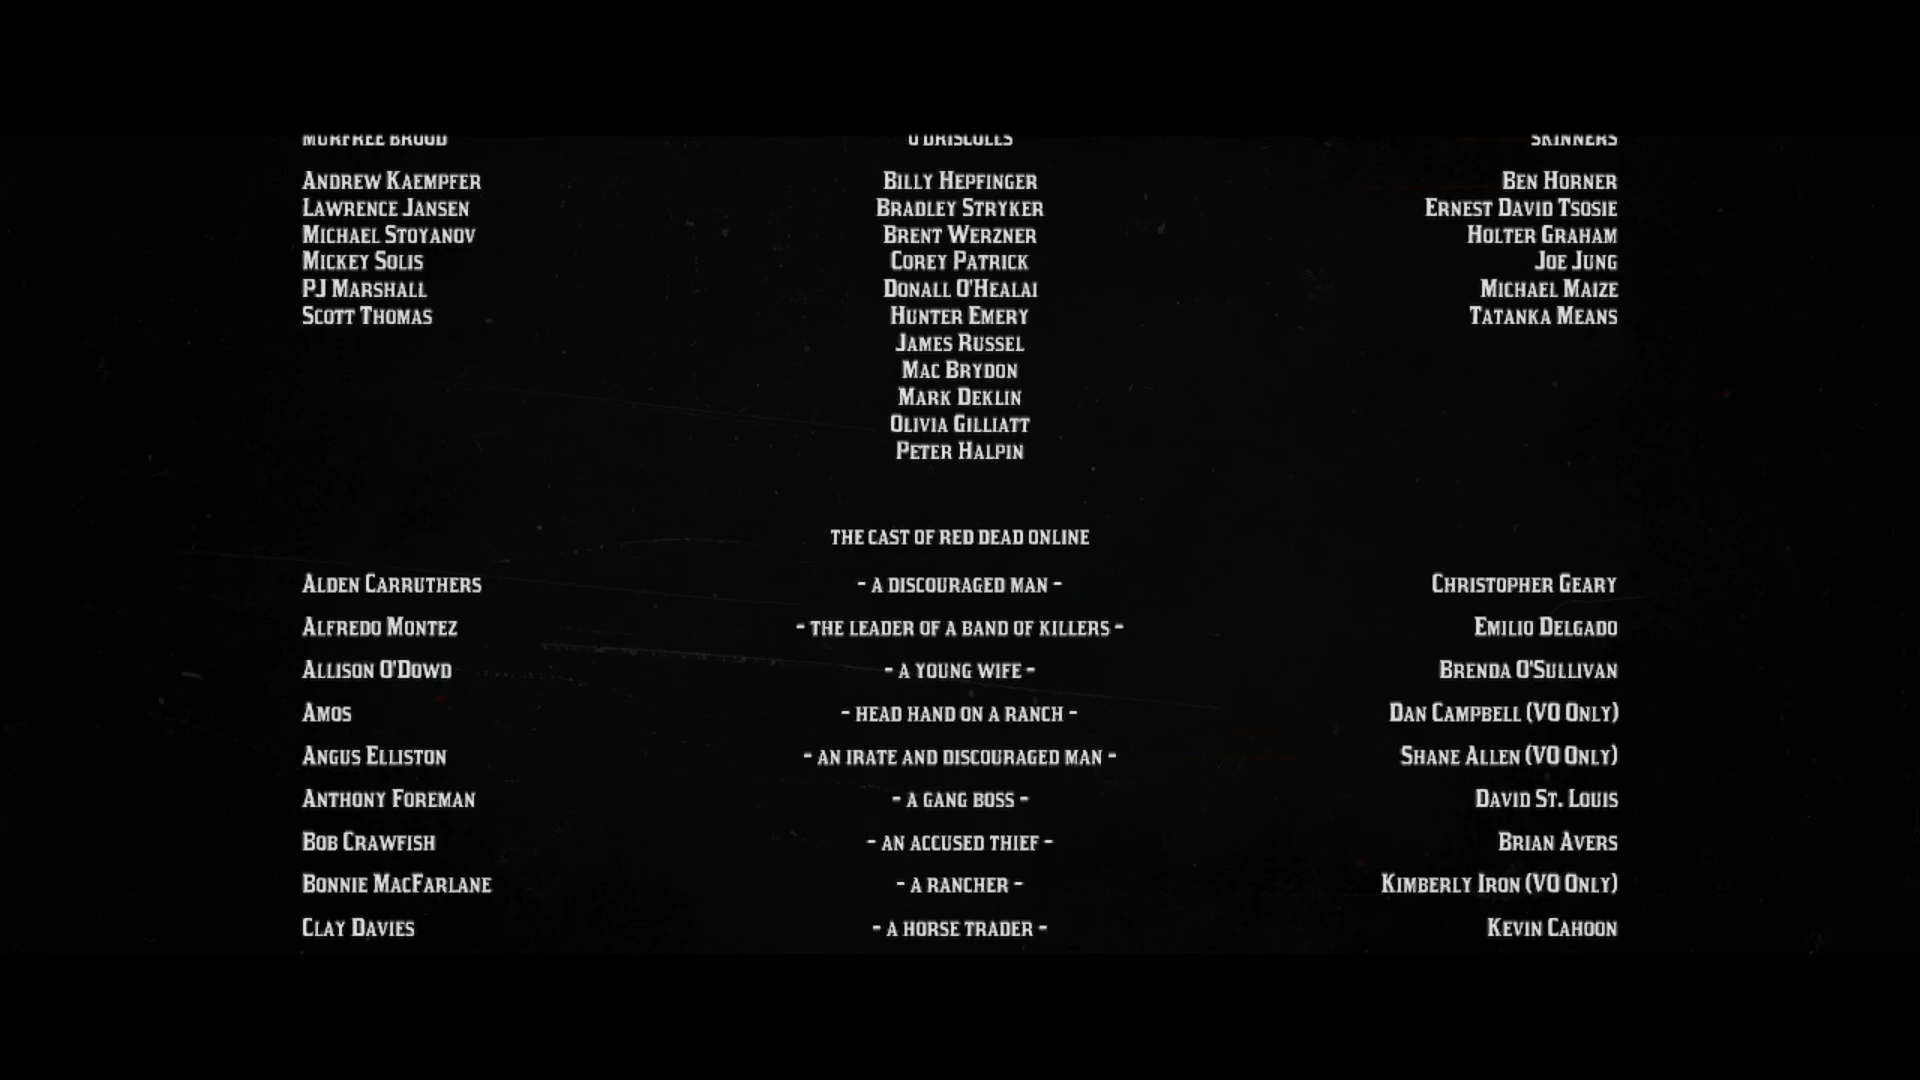 MURFREE BROOD O'DRISCOLLS SKINNERS
ANDREW KAEMPFER BILLY HEPFINGER BEN HORNER
LAWRENCE JANSEN BRADLEY STRYKER ERNEST DAVID TSOSIE
MICHAEL STOYANOV BRENT WERZNER HOLTER GRAHAM
MICKEY SOLIS COREY PATRICK JOE JUNG
PJ MARSHALL DONALL O'HEALAI MICHAEL MAIZE
SCOTT THOMAS HUNTER EMERY TATANKA MEANS
JAMES RUSSEL
MAC BRYDON
MARK DEKLIN
OLIVIA GILLIATT
PETER HALPIN
THE CAST OF RED DEAD ONLINE
ALDEN CARRUTHERS - A DISCOURAGED MAN - CHRISTOPHER GEARY
ALFREDO MONTEZ - THE LEADER OF A BAND OF KILLERS - EMILIO DELGADO
ALLISON O'DOWD - A YOUNG WIFE - BRENDA O'SULLIVAN
AMOS - HEAD HAND ON A RANCH - DAN CAMPBELL (VO ONLY)
ANGUS ELLISTON - AN IRATE AND DISCOURAGED MAN - SHANE ALLEN (VO ONLY)
ANTHONY FOREMAN - A GANG BOSS - DAVID ST. LOUIS
BOB CRAWFISH - AN ACCUSED THIEF - BRIAN AVERS
BONNIE MACFARLANE - A RANCHER - KIMBERLY IRON (VO ONLY)
CLAY DAVIES - A HORSE TRADER - KEVIN CAHOON